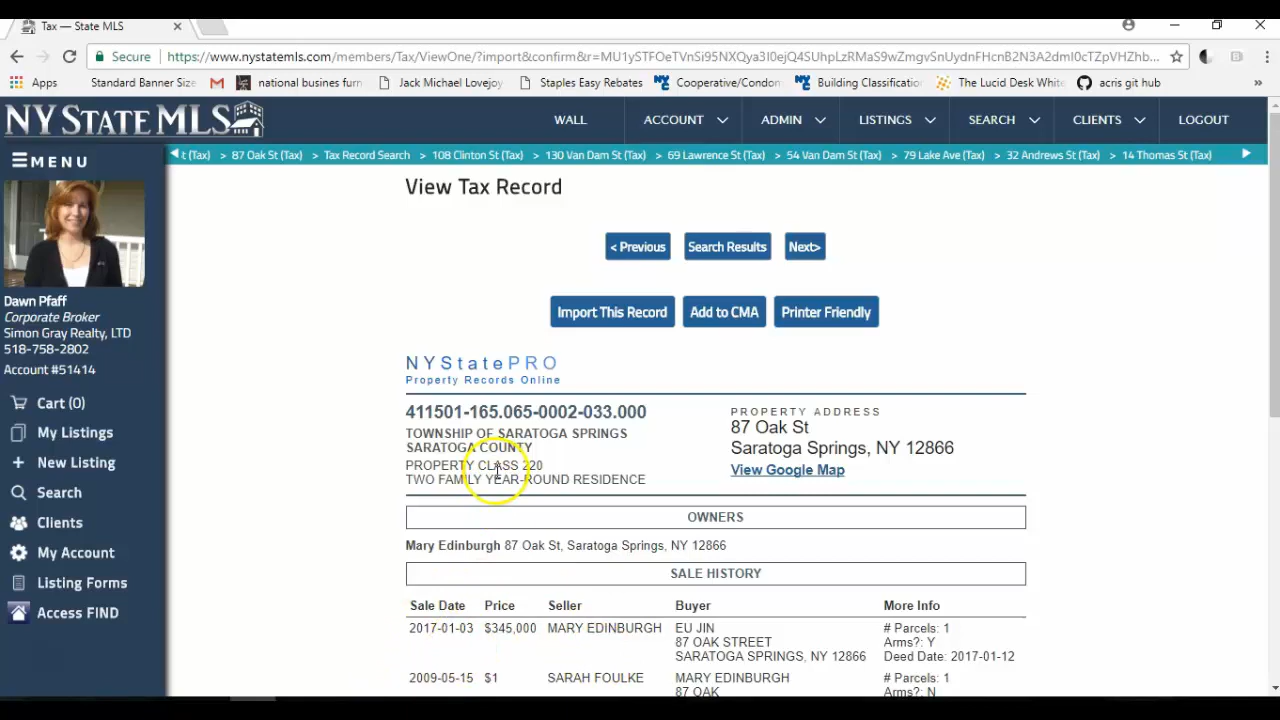 Tax — State MLS
Secure
https://www.nystatemls.com/members/Tax/ViewOne/?import&confirm&r=MU1ySTFOeTVnSi95NXQya3I0ejQ4SUhpLzRMaS9wZmgvSnUydnFHcnB2N3A2dmI0cTZpVHZhb...
Apps
Standard Banner Size
national busines furn
Jack Michael Lovejoy
Staples Easy Rebates
Cooperative/Condom
Building Classificatio
The Lucid Desk White
acris git hub
»
NY STATE MLS
WALL
ACCOUNT
ADMIN
LISTINGS
SEARCH
CLIENTS
LOGOUT
t (Tax) > 87 Oak St (Tax) > Tax Record Search > 108 Clinton St (Tax) > 130 Van Dam St (Tax) > 69 Lawrence St (Tax) > 54 Van Dam St (Tax) > 79 Lake Ave (Tax) > 32 Andrews St (Tax) > 14 Thomas St (Tax)
MENU
Dawn Pfaff
Corporate Broker
Simon Gray Realty, LTD
518-758-2802
Account #51414
Cart (0)
My Listings
New Listing
Search
Clients
My Account
Listing Forms
Access FIND
View Tax Record
< Previous
Search Results
Next>
Import This Record
Add to CMA
Printer Friendly
NYStatePRO
Property Records Online
411501-165.065-0002-033.000
TOWNSHIP OF SARATOGA SPRINGS
SARATOGA COUNTY
PROPERTY CLASS 220
TWO FAMILY YEAR-ROUND RESIDENCE
PROPERTY ADDRESS
87 Oak St
Saratoga Springs, NY 12866
View Google Map
OWNERS
Mary Edinburgh 87 Oak St, Saratoga Springs, NY 12866
SALE HISTORY
Sale Date Price Seller Buyer More Info
2017-01-03 $345,000 MARY EDINBURGH EU JIN # Parcels: 1
87 OAK STREET Arms?: Y
SARATOGA SPRINGS, NY 12866 Deed Date: 2017-01-12
2009-05-15 $1 SARAH FOULKE MARY EDINBURGH # Parcels: 1
87 OAK Arms?: N